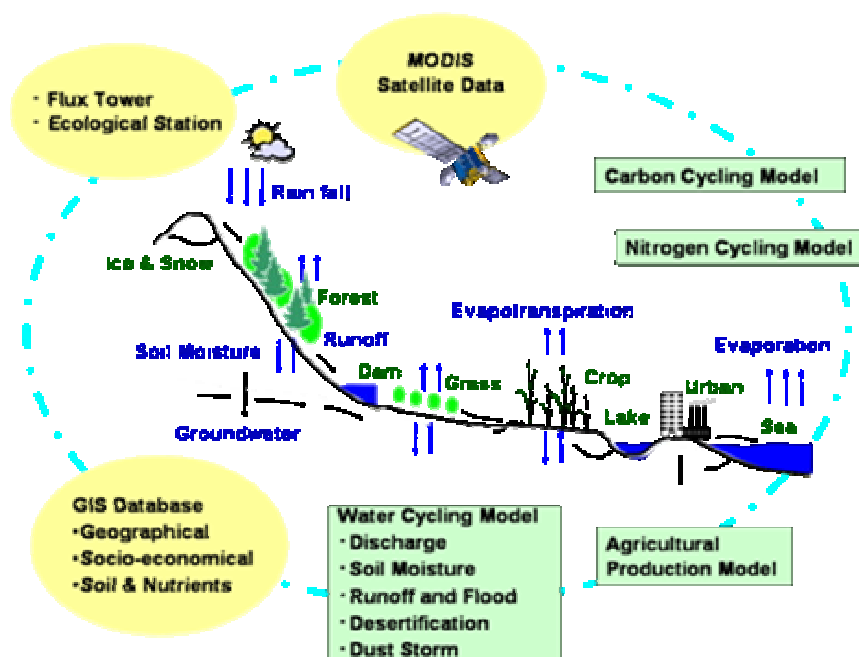 MODIS
Satellite Data
· Flux Tower
· Ecological Station
Rain fall
Carbon Cycling Model
Nitrogen Cycling Model
Ice & Snow
Forest
Evapotranspiration
Runoff
Soil Moisture
Evaporation
Dam
Grass
Crop
Urban
Lake
Sea
Groundwater
GIS Database
•Geographical
•Socio-economical
•Soil & Nutrients
Water Cycling Model
· Discharge
· Soil Moisture
· Runoff and Flood
· Desertification
· Dust Storm
Agricultural
Production Model